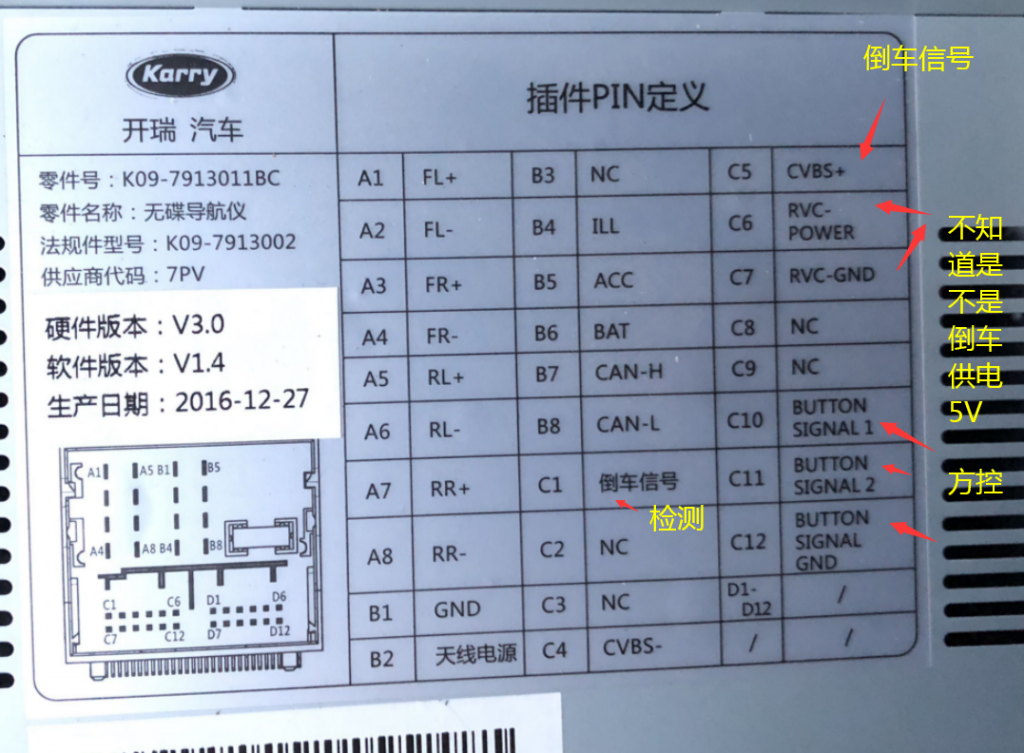 倒车信号
Karry
开瑞 汽车
插件PIN定义
零件号：K09-7913011BC
零件名称：无碟导航仪
法规件型号：K09-7913002
供应商代码：7PV
硬件版本：V3.0
软件版本：V1.4
生产日期：2016-12-27
A1 FL+ B3 NC C5 CVBS+
A2 FL- B4 ILL C6 RVC-
POWER
A3 FR+ B5 ACC C7 RVC-GND
A4 FR- B6 BAT C8 NC
A5 RL+ B7 CAN-H C9 NC
A6 RL- B8 CAN-L C10 BUTTON
SIGNAL 1
A7 RR+ C1 倒车信号 C11 BUTTON
SIGNAL 2
A8 RR- C2 NC C12 BUTTON
SIGNAL
GND
B1 GND C3 NC D1-
D12 /
B2 天线电源 C4 CVBS- / /
不知
道是
不是
倒车
供电
5V
方控
检测
A1 A5 B1 B5
A4 A8 B4 B8
C1 C6 D1 D6
C7 C12 D7 D12